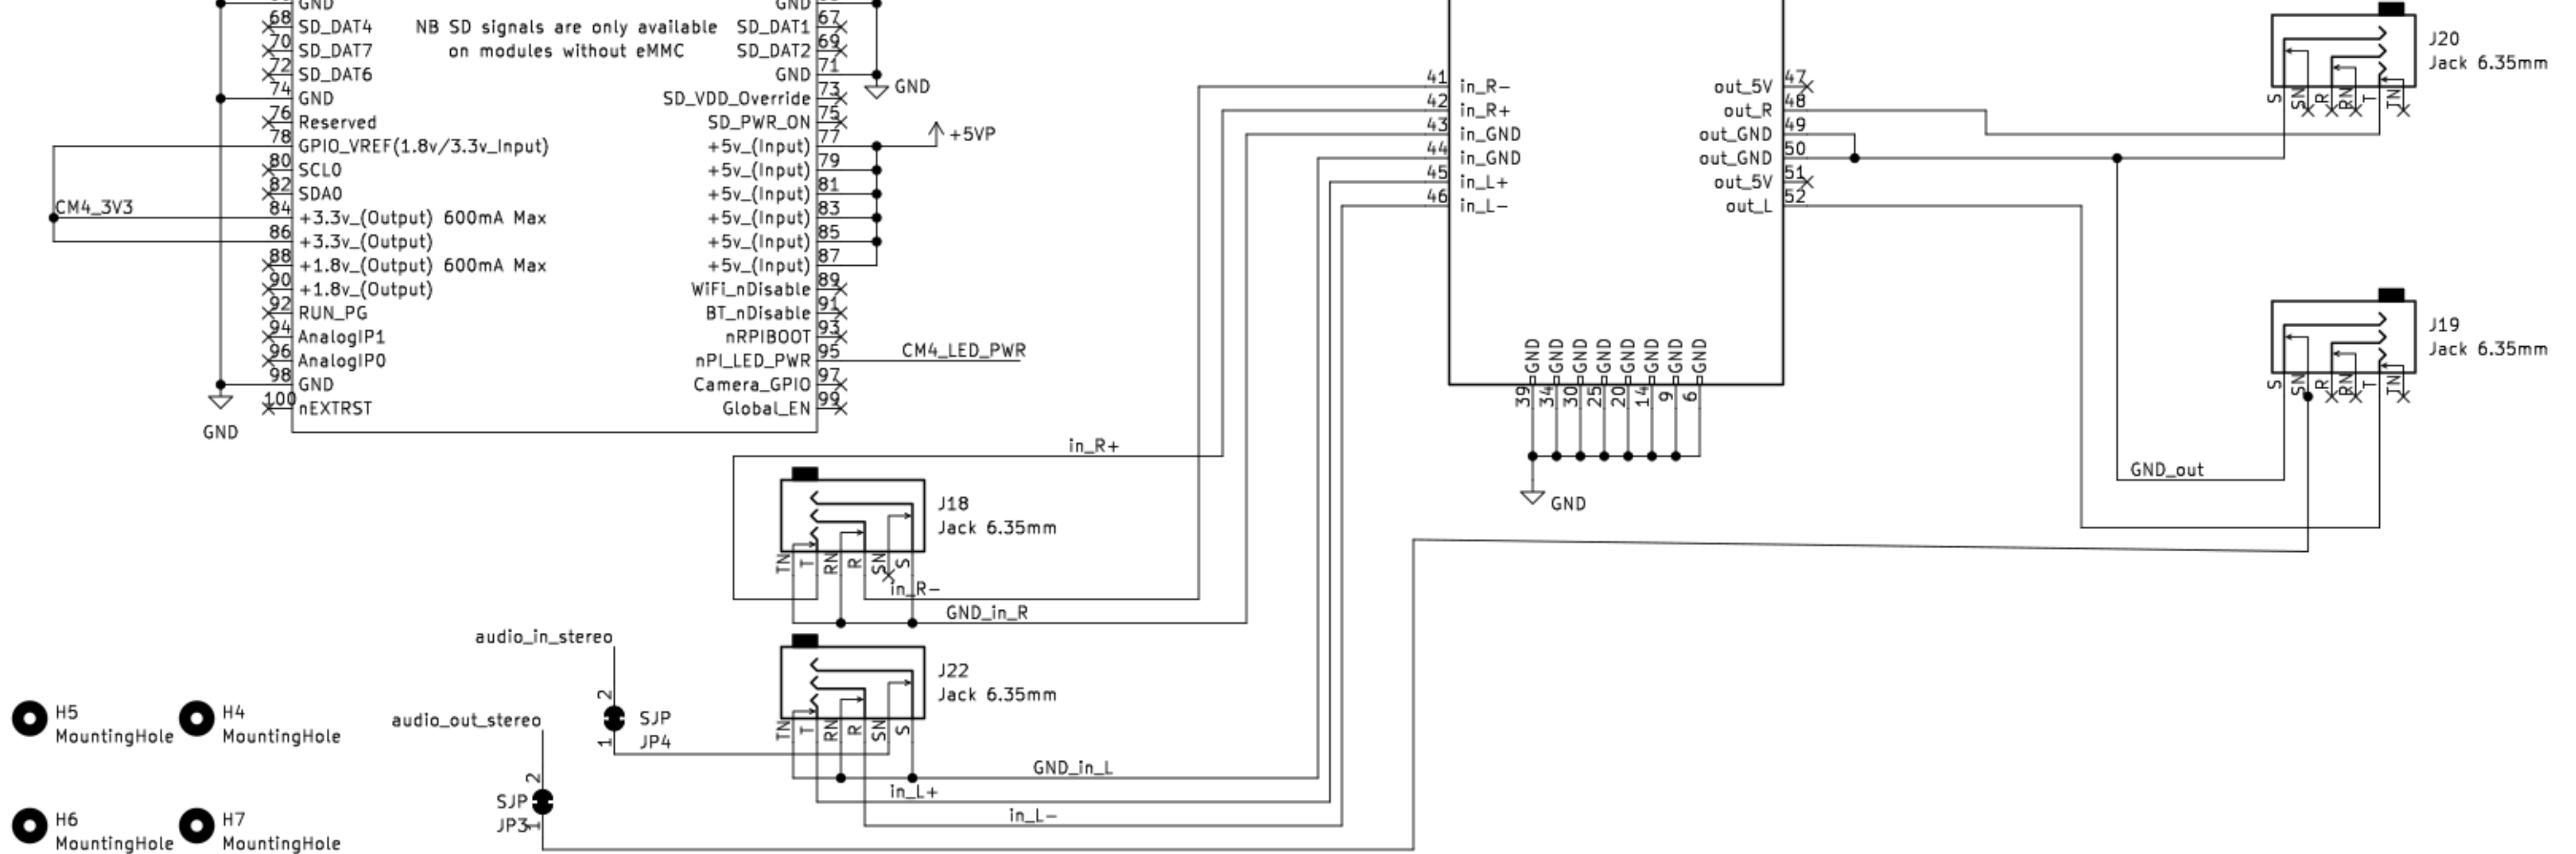 GND
68 SD_DAT4
70 SD_DAT7
72 SD_DAT6
74 GND
76 Reserved
78 GPIO_VREF(1.8v/3.3v_Input)
80 SCL0
82 SDA0
84 +3.3v_(Output) 600mA Max
86 +3.3v_(Output)
88 +1.8v_(Output) 600mA Max
90 +1.8v_(Output)
92 RUN_PG
94 AnalogIP1
96 AnalogIP0
98 GND
100 nEXTRST
CM4_3V3
GND
NB SD signals are only available
on modules without eMMC
GND
SD_DAT1 67
SD_DAT2 69
GND 71
SD_VDD_Override 73
SD_PWR_ON 75
+5v_(Input) 77
+5v_(Input) 79
+5v_(Input) 81
+5v_(Input) 83
+5v_(Input) 85
+5v_(Input) 87
WiFi_nDisable 89
BT_nDisable 91
nRPIBOOT 93
nPI_LED_PWR 95
Camera_GPIO 97
Global_EN 99
GND
+5VP
CM4_LED_PWR
41 in_R-
42 in_R+
43 in_GND
44 in_GND
45 in_L+
46 in_L-
out_5V 47
out_R 48
out_GND 49
out_GND 50
out_5V 51
out_L 52
GND GND GND GND GND GND GND GND
39 34 30 25 20 14 9 6
GND
J20
Jack 6.35mm
S SN R RN T TN
J19
Jack 6.35mm
S SN R RN T TN
GND_out
in_R+
J18
Jack 6.35mm
TN T RN R SN S
in_R-
GND_in_R
J22
Jack 6.35mm
TN T RN R SN S
GND_in_L
in_L+
in_L-
audio_in_stereo
2
SJP
JP4
1
audio_out_stereo
2
SJP
JP3
1
H5
MountingHole
H4
MountingHole
H6
MountingHole
H7
MountingHole